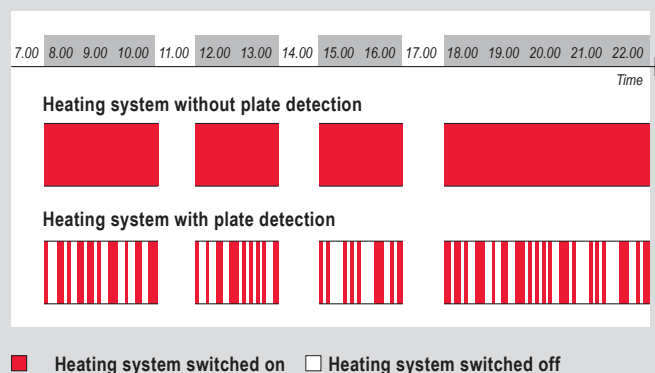 7.00 8.00 9.00 10.00 11.00 12.00 13.00 14.00 15.00 16.00 17.00 18.00 19.00 20.00 21.00 22.00
Time
Heating system without plate detection
Heating system with plate detection
Heating system switched on Heating system switched off